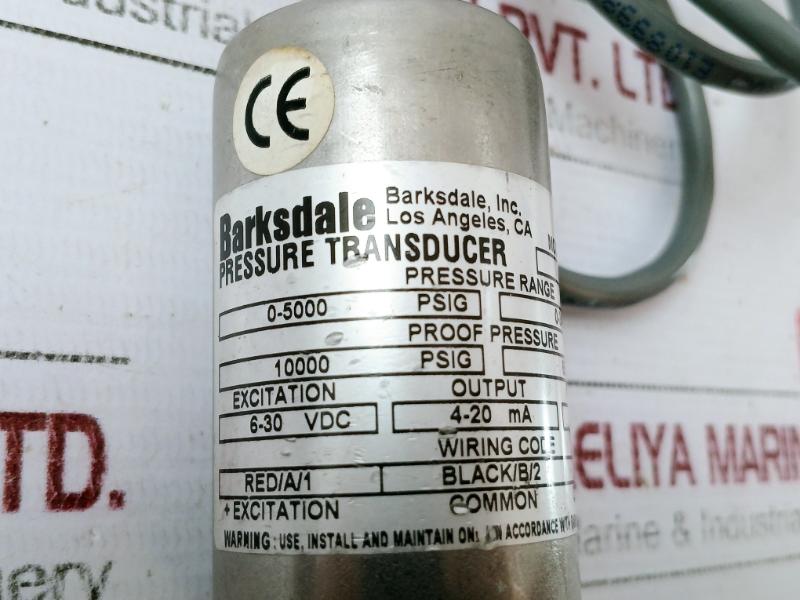 PVT. LTD
Industrial
Machinery
CE
Barksdale
Barksdale, Inc.
Los Angeles, CA
PRESSURE TRANSDUCER
PRESSURE RANGE
0-5000 PSIG
PROOF PRESSURE
10000 PSIG
EXCITATION OUTPUT
6-30 VDC 4-20 mA
WIRING CODE
RED/A/1 BLACK/B/2
+EXCITATION COMMON
WARNING: USE, INSTALL AND MAINTAIN IN ACCORDANCE WITH
LTD.
ELIYA MARIN
Marine & Industria
nery